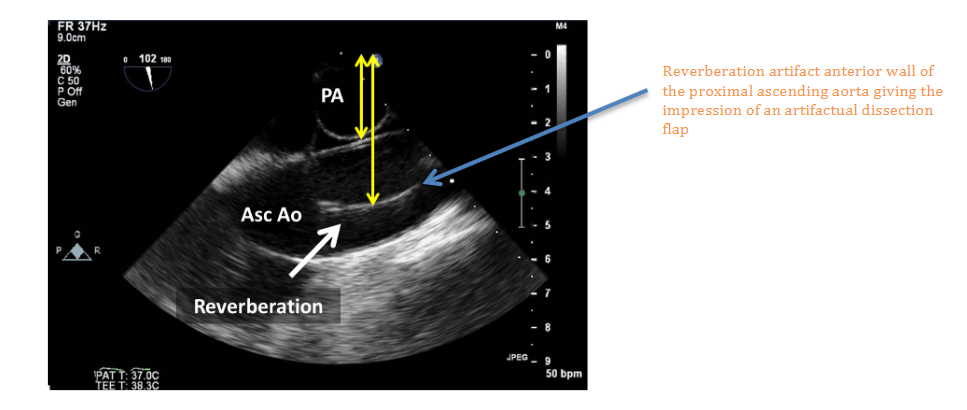 FR 37Hz
9.0cm
M4
2D
60%
C 50
P Off
Gen
0 102 180
PA
0
1
2
3
4
5
6
7
8
9
Reverberation artifact anterior wall of
the proximal ascending aorta giving the
impression of an artifactual dissection
flap
Asc Ao
G
P R
Reverberation
JPEG
50 bpm
PAT T: 37.0C
TEE T: 38.3C